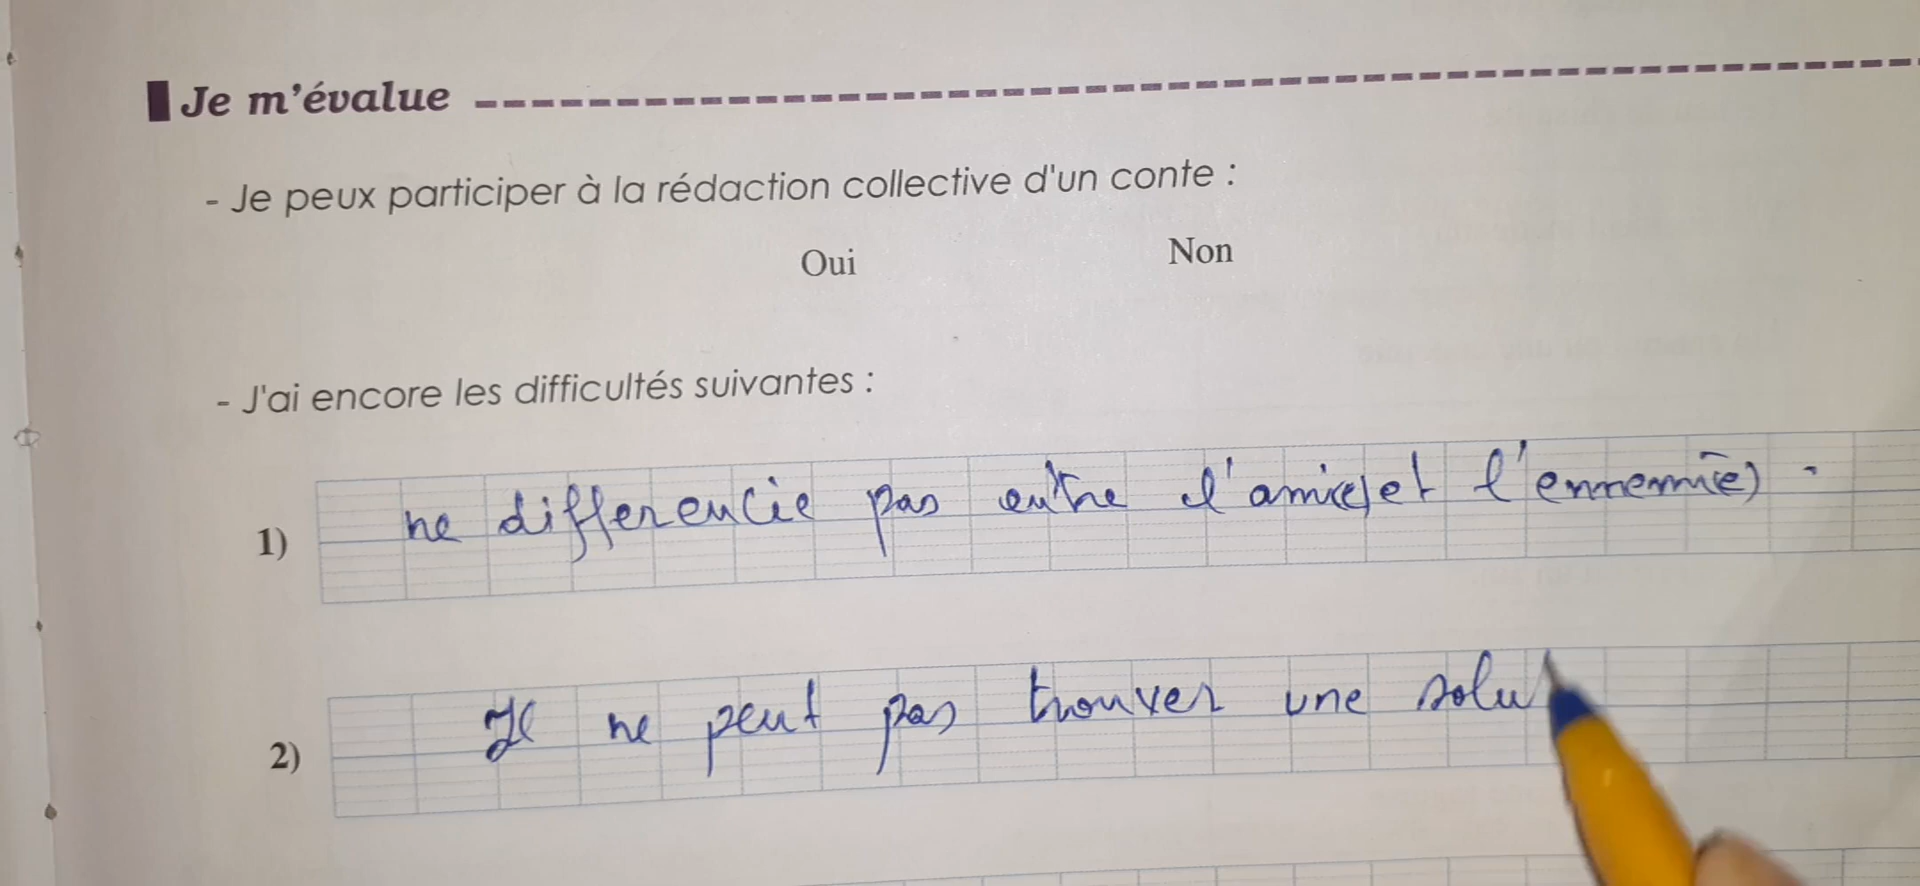 Je m'évalue
- Je peux participer à la rédaction collective d'un conte :
Oui Non
- J'ai encore les difficultés suivantes :
1) ne differencie pas entre l'ami(e) et l'ennemi(e).
2) Je ne peut pas trouver une solu